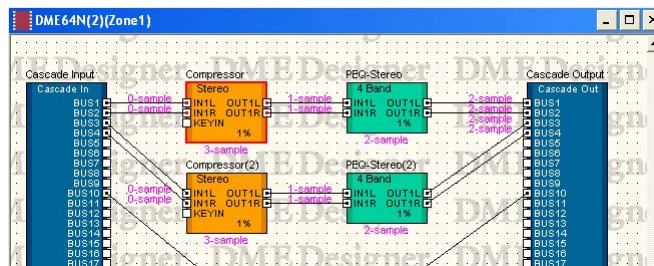 DME64N(2)(Zone1)
DME Designer
Cascade Input
Cascade In
BUS1
BUS2
BUS3
BUS4
BUS5
BUS6
BUS7
BUS8
BUS9
BUS10
BUS11
BUS12
BUS13
BUS14
BUS15
BUS16
BUS17
0-sample
0-sample
Compressor
Stereo
IN1L OUT1L
IN1R OUT1R
KEYIN
1%
3-sample
1-sample
1-sample
PEQ-Stereo
4 Band
IN1L OUT1L
IN1R OUT1R
1%
2-sample
2-sample
2-sample
2-sample
2-sample
0-sample
0-sample
Compressor(2)
Stereo
IN1L OUT1L
IN1R OUT1R
KEYIN
1%
3-sample
1-sample
1-sample
PEQ-Stereo(2)
4 Band
IN1L OUT1L
IN1R OUT1R
1%
2-sample
Cascade Output
Cascade Out
BUS1
BUS2
BUS3
BUS4
BUS5
BUS6
BUS7
BUS8
BUS9
BUS10
BUS11
BUS12
BUS13
BUS14
BUS15
BUS16
BUS17